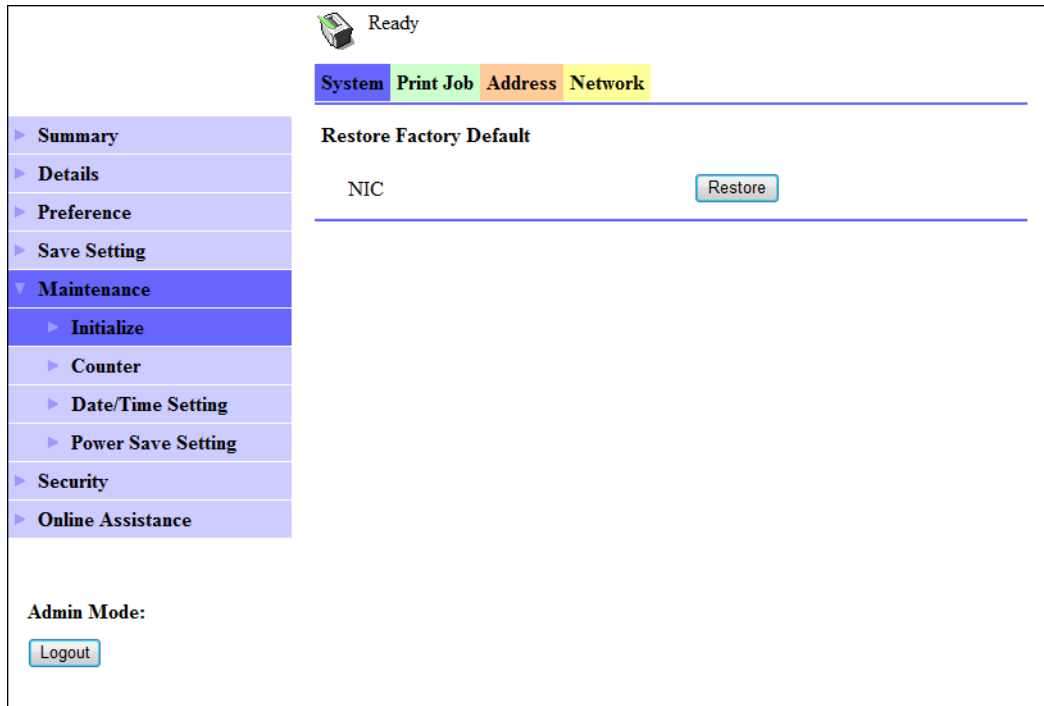 Ready
System Print Job Address Network
Summary
Details
Preference
Save Setting
Maintenance
Initialize
Counter
Date/Time Setting
Power Save Setting
Security
Online Assistance
Admin Mode:
Logout
Restore Factory Default
NIC Restore